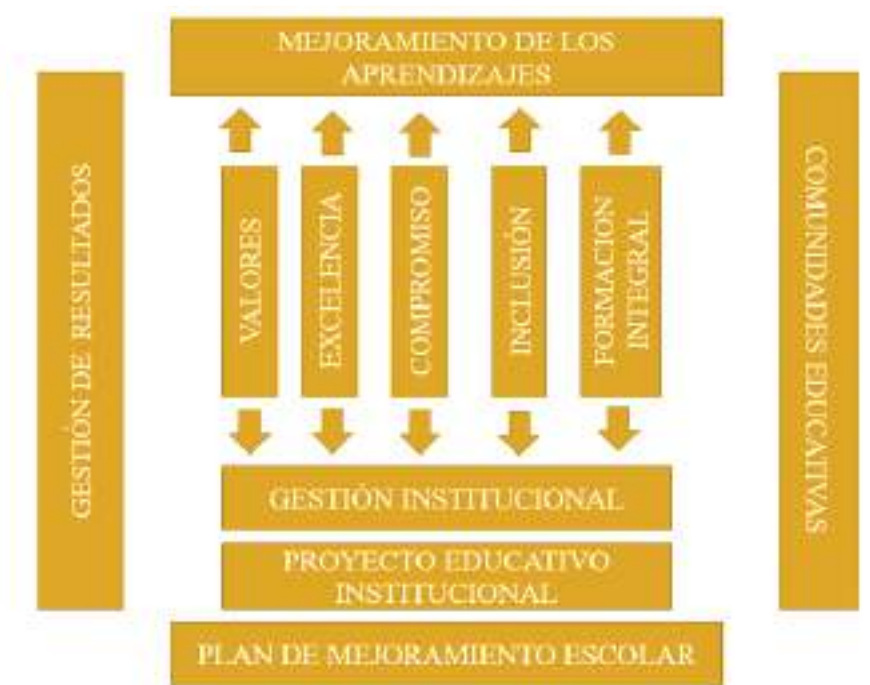 MEJORAMIENTO DE LOS
APRENDIZAJES
GESTIÓN DE RESULTADOS
VALORES
EXCELENCIA
COMPROMISO
INCLUSIÓN
FORMACION
INTEGRAL
COMUNIDADES EDUCATIVAS
GESTIÓN INSTITUCIONAL
PROYECTO EDUCATIVO
INSTITUCIONAL
PLAN DE MEJORAMIENTO ESCOLAR